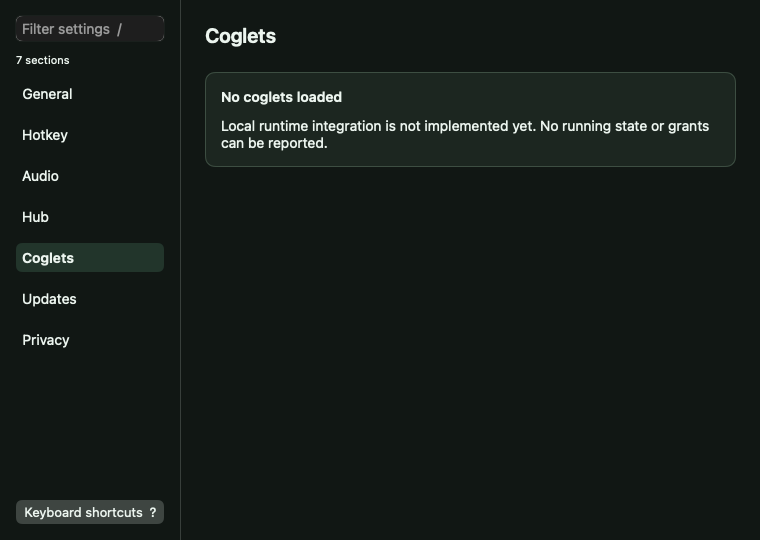 Filter settings /
7 sections
General
Hotkey
Audio
Hub
Coglets
Updates
Privacy
Keyboard shortcuts ?
Coglets
No coglets loaded
Local runtime integration is not implemented yet. No running state or grants
can be reported.